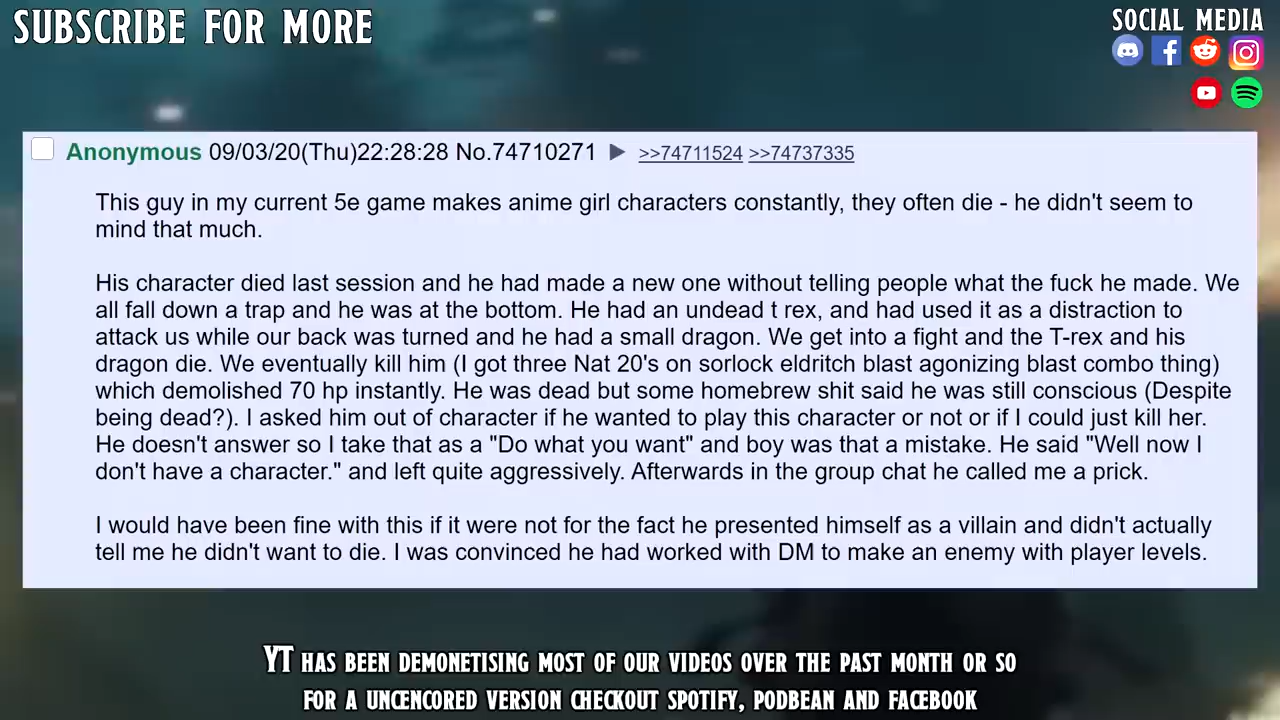 SUBSCRIBE FOR MORE
SOCIAL MEDIA
Anonymous 09/03/20(Thu)22:28:28 No.74710271 ▶ >>74711524 >>74737335
This guy in my current 5e game makes anime girl characters constantly, they often die - he didn't seem to
mind that much.
His character died last session and he had made a new one without telling people what the fuck he made. We
all fall down a trap and he was at the bottom. He had an undead t rex, and had used it as a distraction to
attack us while our back was turned and he had a small dragon. We get into a fight and the T-rex and his
dragon die. We eventually kill him (I got three Nat 20's on sorlock eldritch blast agonizing blast combo thing)
which demolished 70 hp instantly. He was dead but some homebrew shit said he was still conscious (Despite
being dead?). I asked him out of character if he wanted to play this character or not or if I could just kill her.
He doesn't answer so I take that as a "Do what you want" and boy was that a mistake. He said "Well now I
don't have a character." and left quite aggressively. Afterwards in the group chat he called me a prick.
I would have been fine with this if it were not for the fact he presented himself as a villain and didn't actually
tell me he didn't want to die. I was convinced he had worked with DM to make an enemy with player levels.
YT HAS BEEN DEMONETISING MOST OF OUR VIDEOS OVER THE PAST MONTH OR SO
FOR A UNCENCORED VERSION CHECKOUT SPOTIFY, PODBEAN AND FACEBOOK